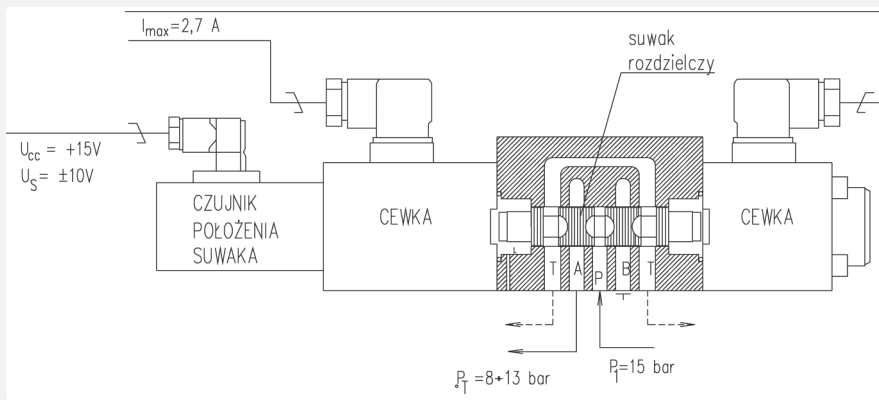 Imax=2,7 A
suwak
rozdzielczy
Ucc = +15V
US = ±10V
CZUJNIK
POŁOŻENIA
SUWAKA
CEWKA
CEWKA
T A P B T
PT =8÷13 bar
P1=15 bar